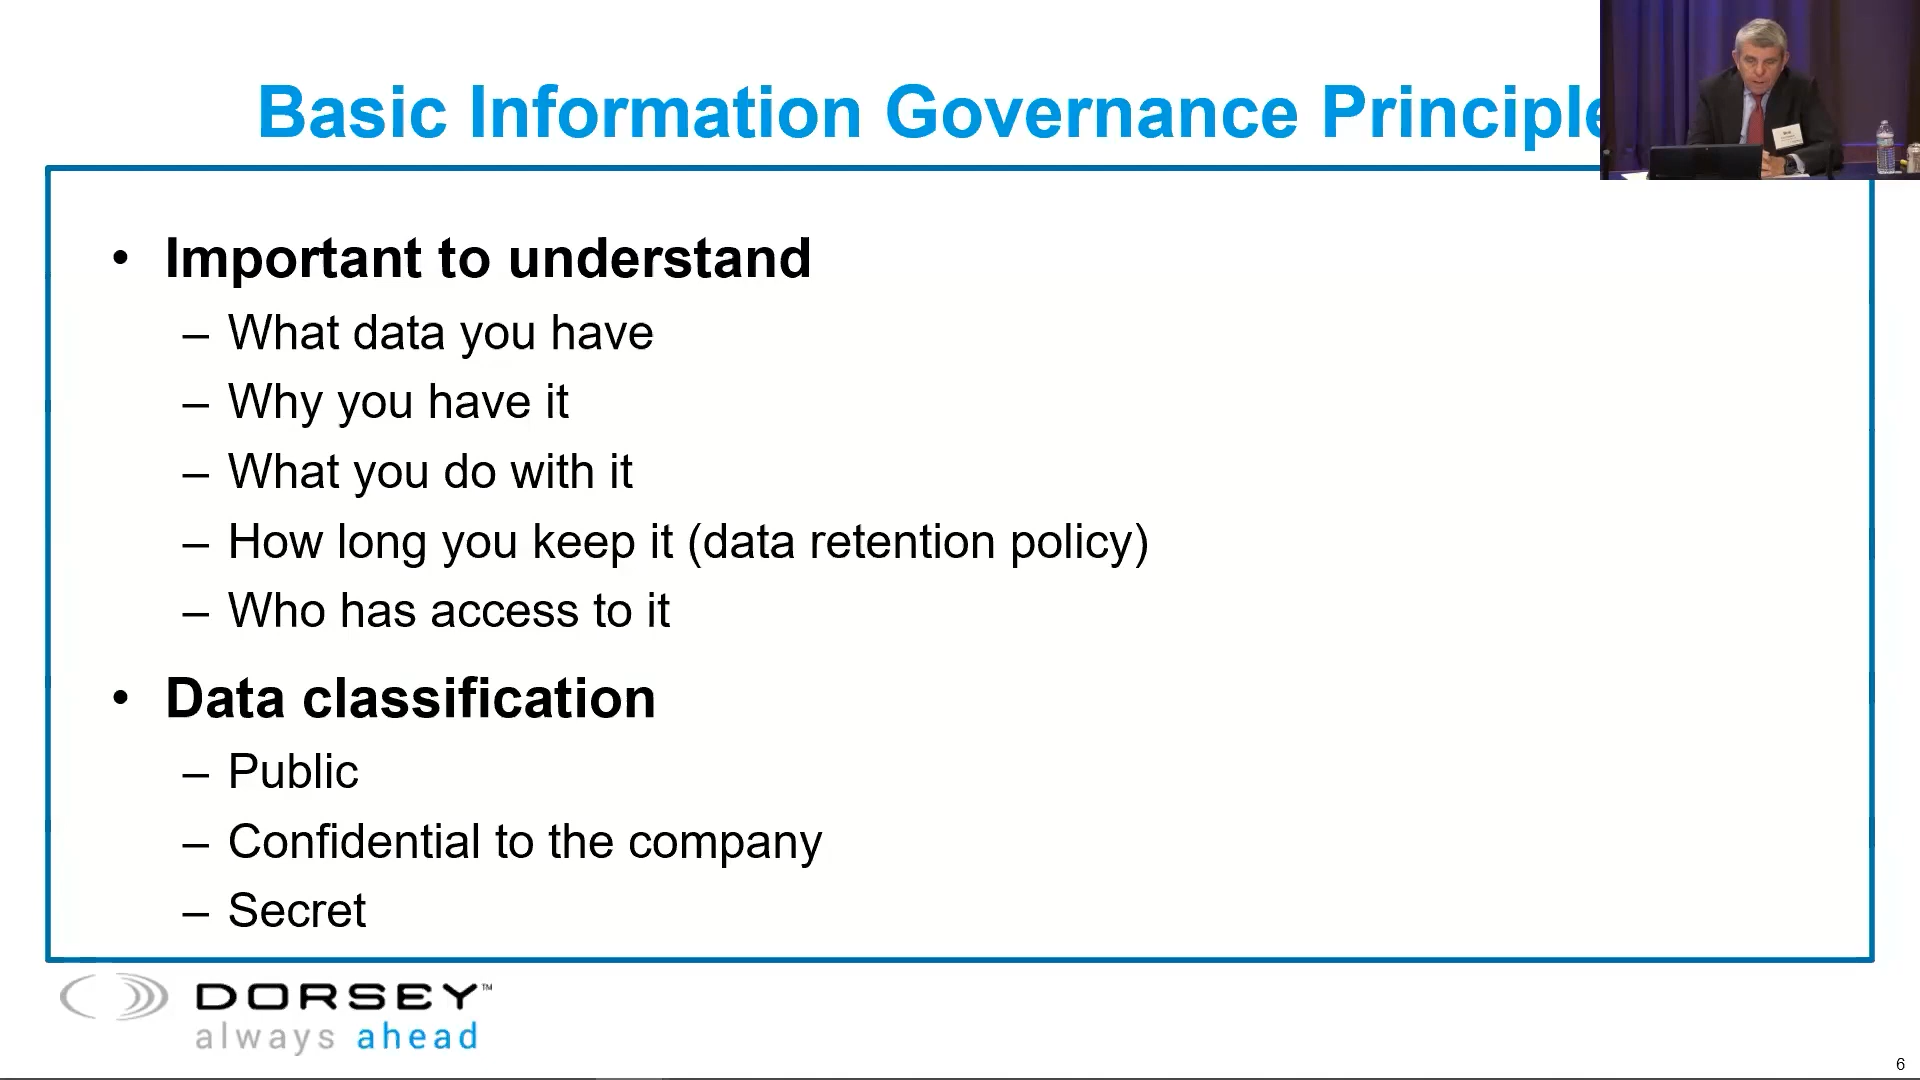 Basic Information Governance Principle
• Important to understand
– What data you have
– Why you have it
– What you do with it
– How long you keep it (data retention policy)
– Who has access to it
• Data classification
– Public
– Confidential to the company
– Secret
DORSEY™
always ahead
6